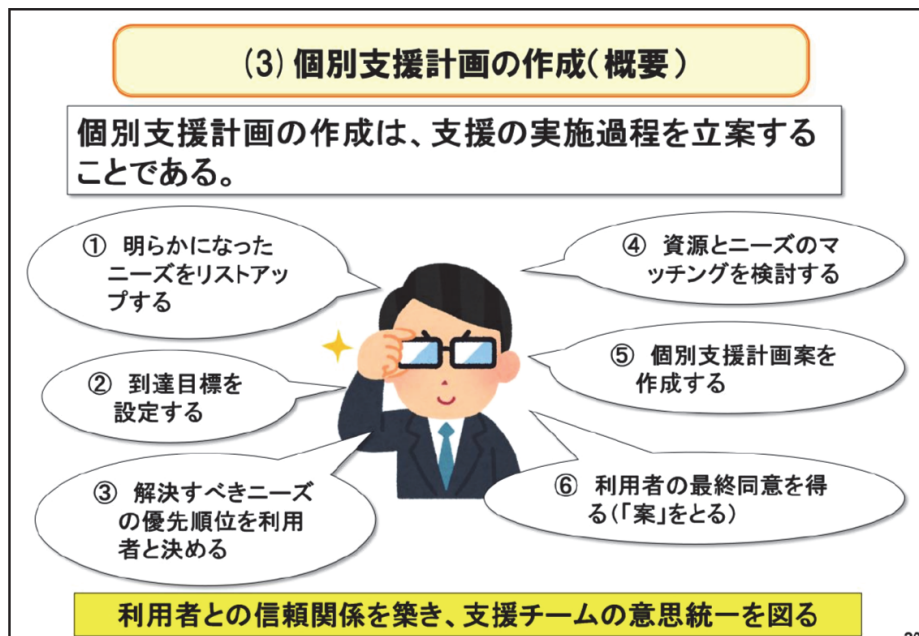 (3)個別支援計画の作成(概要)
個別支援計画の作成は、支援の実施過程を立案する
ことである。
① 明らかになった
ニーズをリストアッ
プする
② 到達目標を
設定する
③ 解決すべきニーズ
の優先順位を利用
者と決める
④ 資源とニーズのマ
ッチングを検討する
⑤ 個別支援計画案を
作成する
⑥ 利用者の最終同意を得
る(「案」をとる)
利用者との信頼関係を築き、支援チームの意思統一を図る